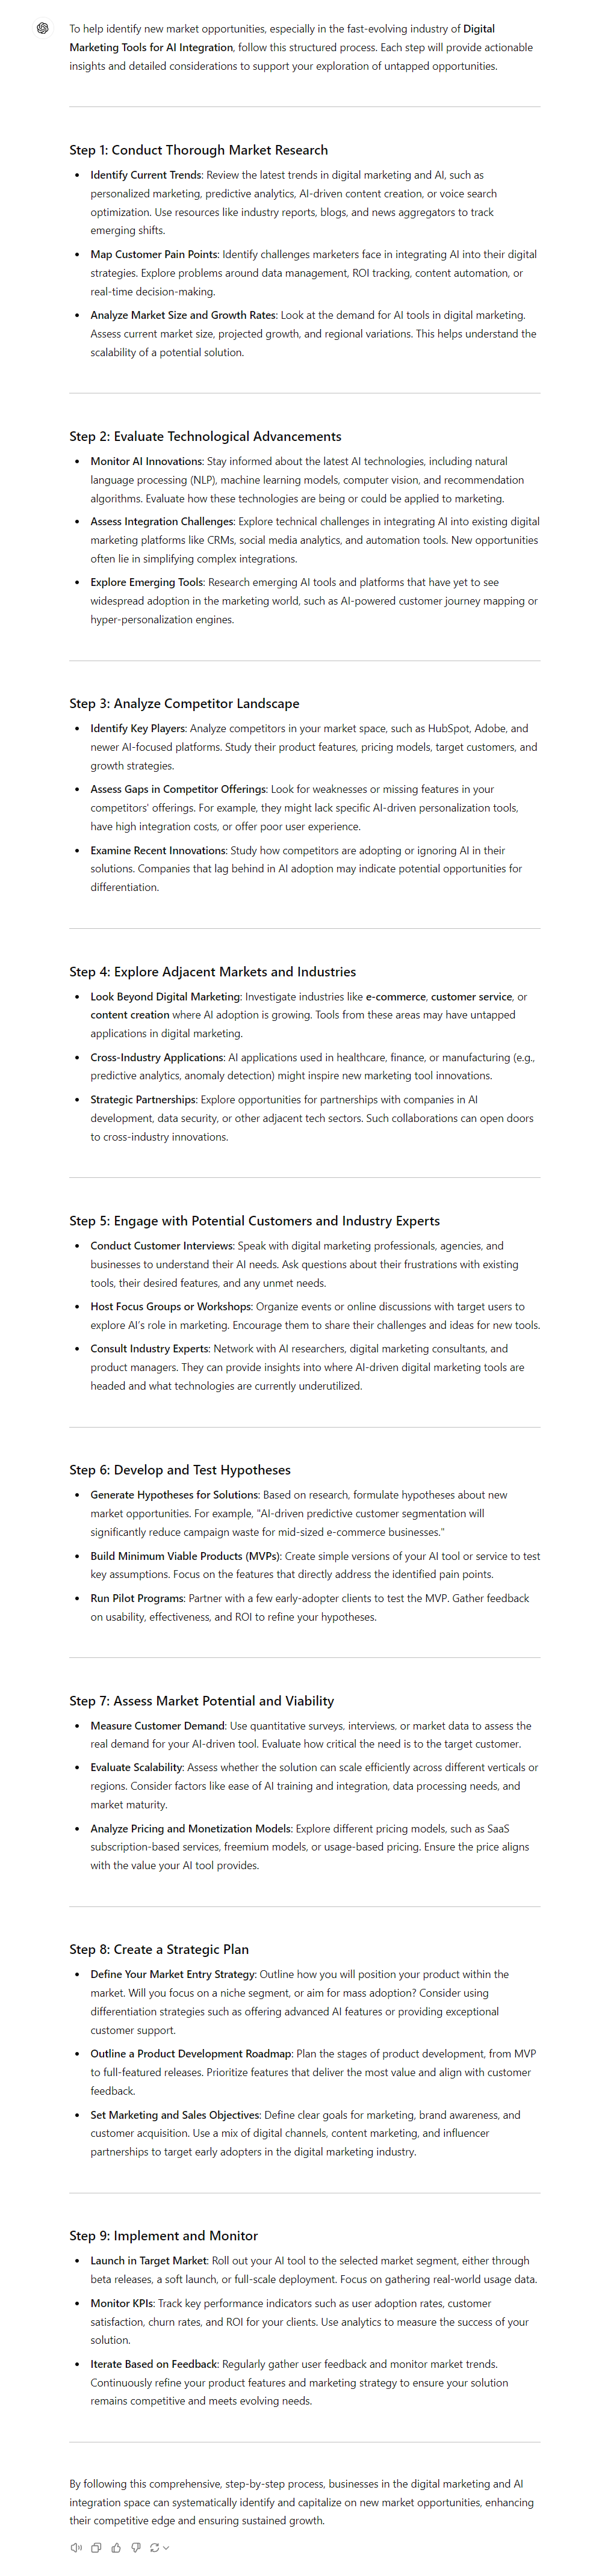 To help identify new market opportunities, especially in the fast-evolving industry of Digital
Marketing Tools for AI Integration, follow this structured process. Each step will provide actionable
insights and detailed considerations to support your exploration of untapped opportunities.
Step 1: Conduct Thorough Market Research
• Identify Current Trends: Review the latest trends in digital marketing and AI, such as
personalized marketing, predictive analytics, AI-driven content creation, or voice search
optimization. Use resources like industry reports, blogs, and news aggregators to track
emerging shifts.
• Map Customer Pain Points: Identify challenges marketers face in integrating AI into their digital
strategies. Explore problems around data management, ROI tracking, content automation, or
real-time decision-making.
• Analyze Market Size and Growth Rates: Look at the demand for AI tools in digital marketing.
Assess current market size, projected growth, and regional variations. This helps understand the
scalability of a potential solution.
Step 2: Evaluate Technological Advancements
• Monitor AI Innovations: Stay informed about the latest AI technologies, including natural
language processing (NLP), machine learning models, computer vision, and recommendation
algorithms. Evaluate how these technologies are being or could be applied to marketing.
• Assess Integration Challenges: Explore technical challenges in integrating AI into existing digital
marketing platforms like CRMs, social media analytics, and automation tools. New opportunities
often lie in simplifying complex integrations.
• Explore Emerging Tools: Research emerging AI tools and platforms that have yet to see
widespread adoption in the marketing world, such as AI-powered customer journey mapping or
hyper-personalization engines.
Step 3: Analyze Competitor Landscape
• Identify Key Players: Analyze competitors in your market space, such as HubSpot, Adobe, and
newer AI-focused platforms. Study their product features, pricing models, target customers, and
growth strategies.
• Assess Gaps in Competitor Offerings: Look for weaknesses or missing features in your
competitors' offerings. For example, they might lack specific AI-driven personalization tools,
have high integration costs, or offer poor user experience.
• Examine Recent Innovations: Study how competitors are adopting or ignoring AI in their
solutions. Companies that lag behind in AI adoption may indicate potential opportunities for
differentiation.
Step 4: Explore Adjacent Markets and Industries
• Look Beyond Digital Marketing: Investigate industries like e-commerce, customer service, or
content creation where AI adoption is growing. Tools from these areas may have untapped
applications in digital marketing.
• Cross-Industry Applications: AI applications used in healthcare, finance, or manufacturing (e.g.,
predictive analytics, anomaly detection) might inspire new marketing tool innovations.
• Strategic Partnerships: Explore opportunities for partnerships with companies in AI
development, data security, or other adjacent tech sectors. Such collaborations can open doors
to cross-industry innovations.
Step 5: Engage with Potential Customers and Industry Experts
• Conduct Customer Interviews: Speak with digital marketing professionals, agencies, and
businesses to understand their AI needs. Ask questions about their frustrations with existing
tools, their desired features, and any unmet needs.
• Host Focus Groups or Workshops: Organize events or online discussions with target users to
explore AI's role in marketing. Encourage them to share their challenges and ideas for new tools.
• Consult Industry Experts: Network with AI researchers, digital marketing consultants, and
product managers. They can provide insights into where AI-driven digital marketing tools are
headed and what technologies are currently underutilized.
Step 6: Develop and Test Hypotheses
• Generate Hypotheses for Solutions: Based on research, formulate hypotheses about new
market opportunities. For example, "AI-driven predictive customer segmentation will
significantly reduce campaign waste for mid-sized e-commerce businesses."
• Build Minimum Viable Products (MVPs): Create simple versions of your AI tool or service to test
key assumptions. Focus on the features that directly address the identified pain points.
• Run Pilot Programs: Partner with a few early-adopter clients to test the MVP. Gather feedback
on usability, effectiveness, and ROI to refine your hypotheses.
Step 7: Assess Market Potential and Viability
• Measure Customer Demand: Use quantitative surveys, interviews, or market data to assess the
real demand for your AI-driven tool. Evaluate how critical the need is to the target customer.
• Evaluate Scalability: Assess whether the solution can scale efficiently across different verticals or
regions. Consider factors like ease of AI training and integration, data processing needs, and
market maturity.
• Analyze Pricing and Monetization Models: Explore different pricing models, such as SaaS
subscription-based services, freemium models, or usage-based pricing. Ensure the price aligns
with the value your AI tool provides.
Step 8: Create a Strategic Plan
• Define Your Market Entry Strategy: Outline how you will position your product within the
market. Will you focus on a niche segment, or aim for mass adoption? Consider using
differentiation strategies such as offering advanced AI features or providing exceptional
customer support.
• Outline a Product Development Roadmap: Plan the stages of product development, from MVP
to full-featured releases. Prioritize features that deliver the most value and align with customer
feedback.
• Set Marketing and Sales Objectives: Define clear goals for marketing, brand awareness, and
customer acquisition. Use a mix of digital channels, content marketing, and influencer
partnerships to target early adopters in the digital marketing industry.
Step 9: Implement and Monitor
• Launch in Target Market: Roll out your AI tool to the selected market segment, either through
beta releases, a soft launch, or full-scale deployment. Focus on gathering real-world usage data.
• Monitor KPIs: Track key performance indicators such as user adoption rates, customer
satisfaction, churn rates, and ROI for your clients. Use analytics to measure the success of your
solution.
• Iterate Based on Feedback: Regularly gather user feedback and monitor market trends.
Continuously refine your product features and marketing strategy to ensure your solution
remains competitive and meets evolving needs.
By following this comprehensive, step-by-step process, businesses in the digital marketing and AI
integration space can systematically identify and capitalize on new market opportunities, enhancing
their competitive edge and ensuring sustained growth.